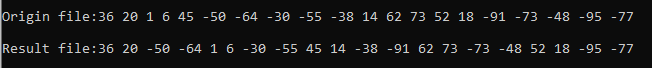 Origin file:36 20 1 6 45 -50 -64 -30 -55 -38 14 62 73 52 18 -91 -73 -48 -95 -77
Result file:36 20 -50 -64 1 6 -30 -55 45 14 -38 -91 62 73 -73 -48 52 18 -95 -77